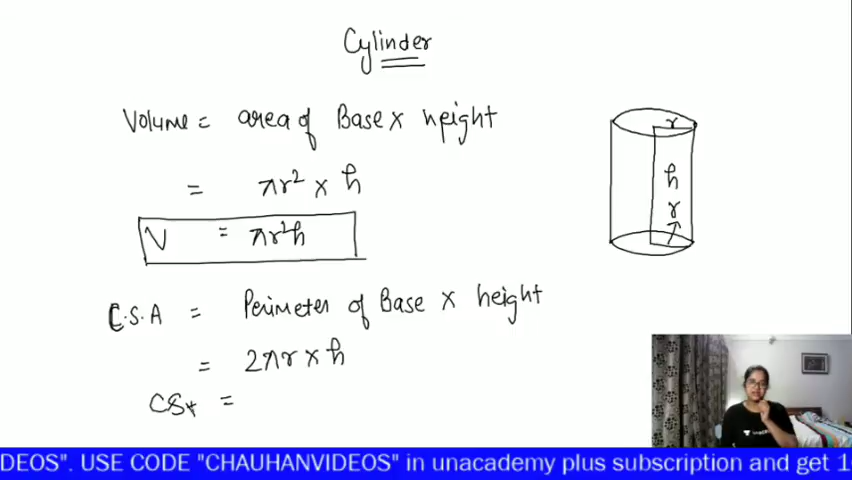 Cylinder
Volume = area of Base x height
= πr² x h
V = πr²h
C.S.A = Perimeter of Base x height
= 2πr x h
CSA =
r
h
r
DEOS". USE CODE "CHAUHANVIDEOS" in unacademy plus subscription and get 1